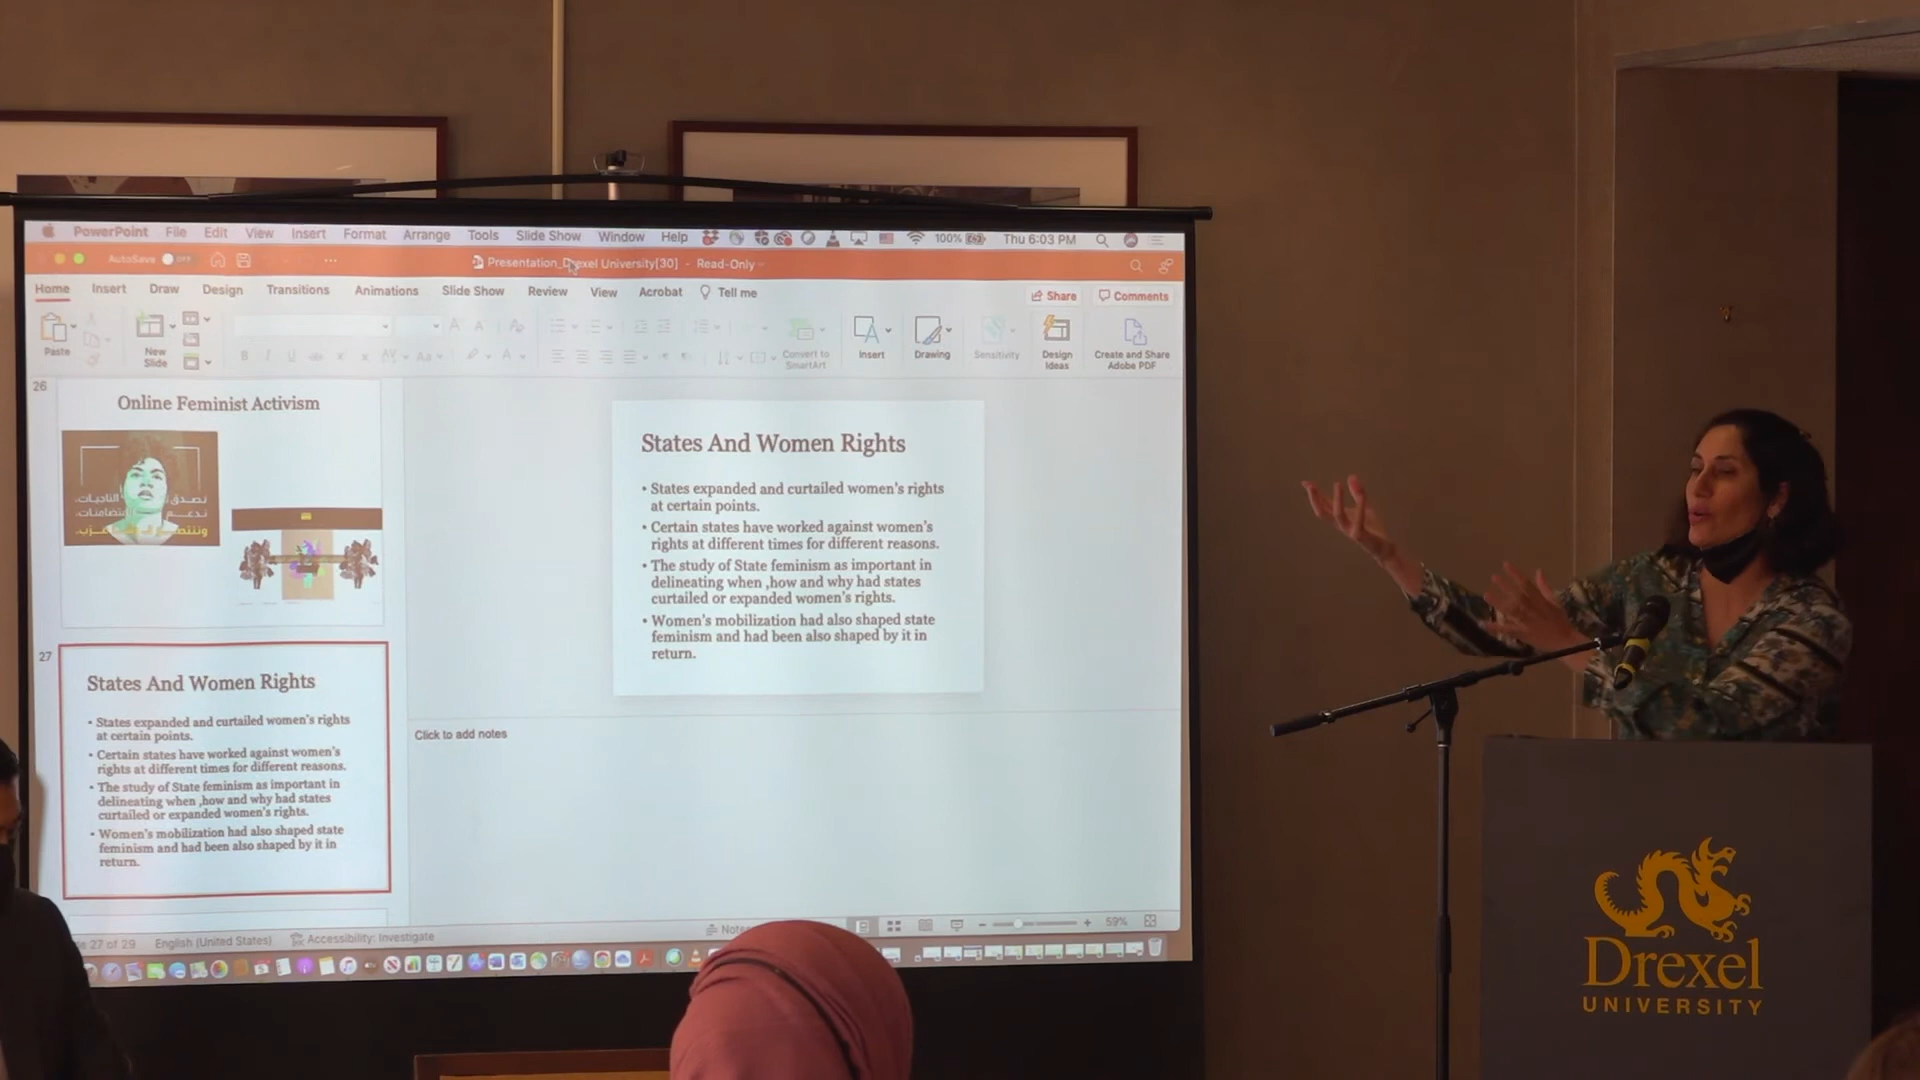 PowerPoint File Edit View Insert Format Arrange Tools Slide Show Window Help 100% Thu 6:03 PM
AutoSave OFF ... Presentation_Drexel University[30] - Read-Only
Home Insert Draw Design Transitions Animations Slide Show Review View Acrobat Tell me Share Comments
Paste
New
Slide
Convert to
SmartArt
Insert
Drawing
Sensitivity
Design
Ideas
Create and Share
Adobe PDF
26
Online Feminist Activism
نصدق الناجيات،
ندعم المتضامنات،
27
States And Women Rights
• States expanded and curtailed women's rights
at certain points.
• Certain states have worked against women's
rights at different times for different reasons.
• The study of State feminism as important in
delineating when ,how and why had states
curtailed or expanded women's rights.
• Women's mobilization had also shaped state
feminism and had been also shaped by it in
return.
States And Women Rights
• States expanded and curtailed women's rights
at certain points.
• Certain states have worked against women's
rights at different times for different reasons.
• The study of State feminism as important in
delineating when ,how and why had states
curtailed or expanded women's rights.
• Women's mobilization had also shaped state
feminism and had been also shaped by it in
return.
Click to add notes
27 of 29 English (United States) Accessibility: Investigate Notes 59%
Drexel
UNIVERSITY